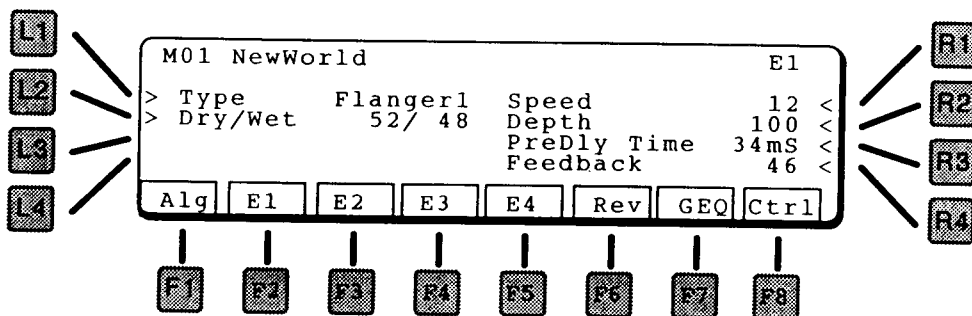 L1 R1
M01 NewWorld E1
L2 > Type Flanger1 Speed 12 < R2
> Dry/Wet 52/ 48 Depth 100 <
L3 PreDly Time 34mS < R3
Feedback 46 <
L4 Alg E1 E2 E3 E4 Rev GEQ Ctrl R4
F1 F2 F3 F4 F5 F6 F7 F8